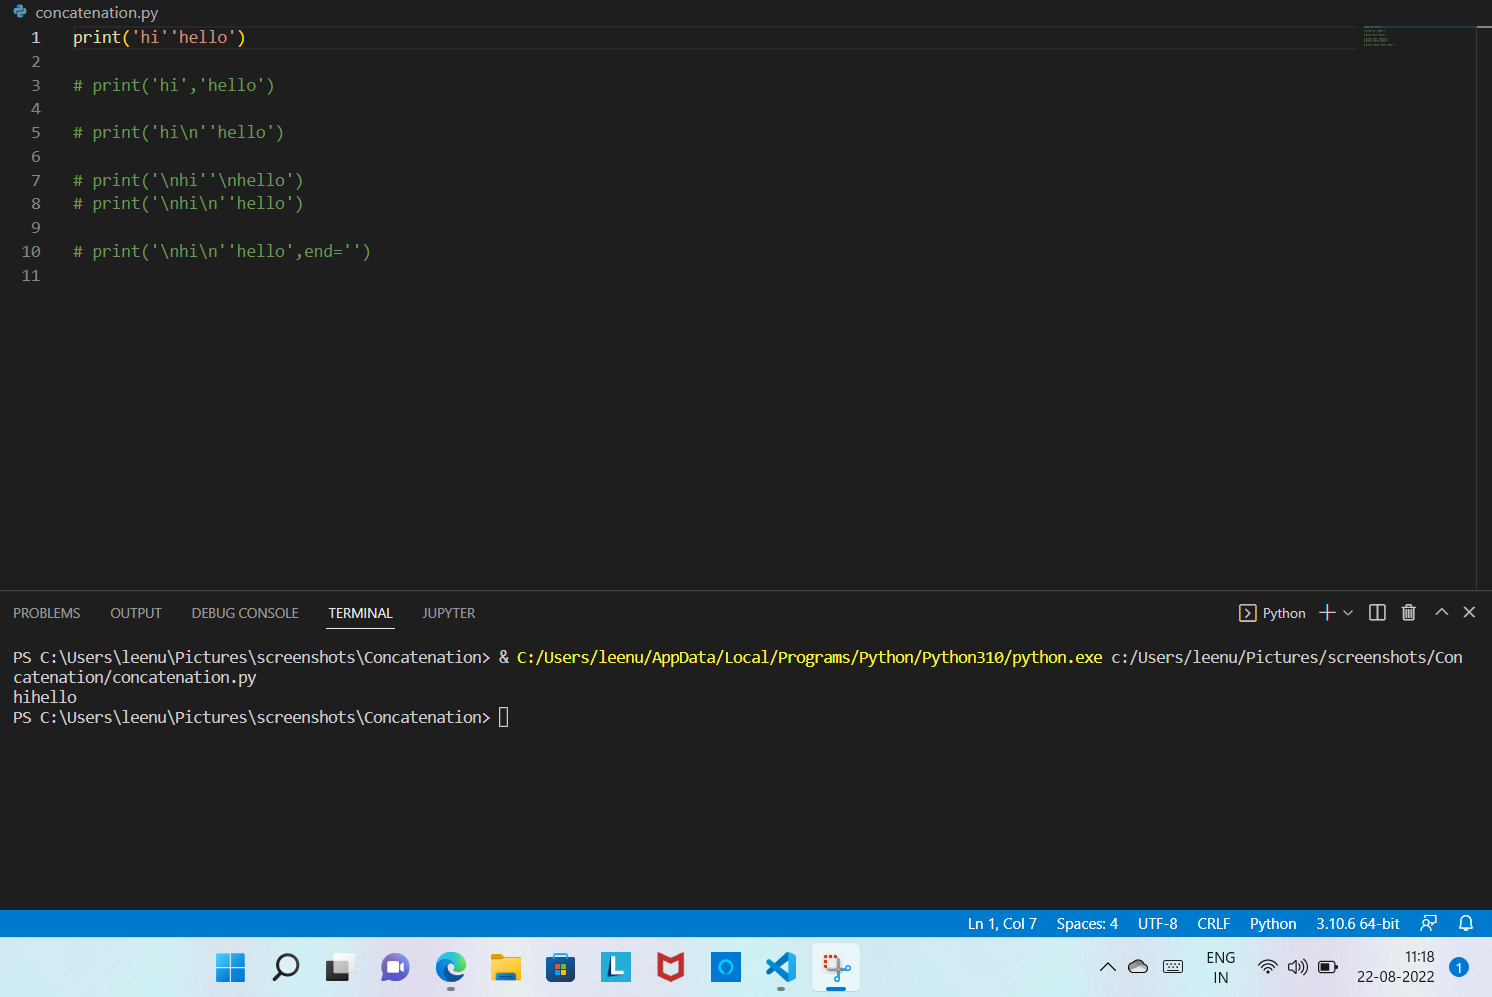 concatenation.py
1 print('hi''hello')
2
3 # print('hi','hello')
4
5 # print('hi\n''hello')
6
7 # print('\nhi''\nhello')
8 # print('\nhi\n''hello')
9
10 # print('\nhi\n''hello',end='')
11
PROBLEMS OUTPUT DEBUG CONSOLE TERMINAL JUPYTER Python
PS C:\Users\leenu\Pictures\screenshots\Concatenation> & C:/Users/leenu/AppData/Local/Programs/Python/Python310/python.exe c:/Users/leenu/Pictures/screenshots/Con
catenation/concatenation.py
hihello
PS C:\Users\leenu\Pictures\screenshots\Concatenation>
Ln 1, Col 7 Spaces: 4 UTF-8 CRLF Python 3.10.6 64-bit
L ENG 11:18
IN 22-08-2022 1